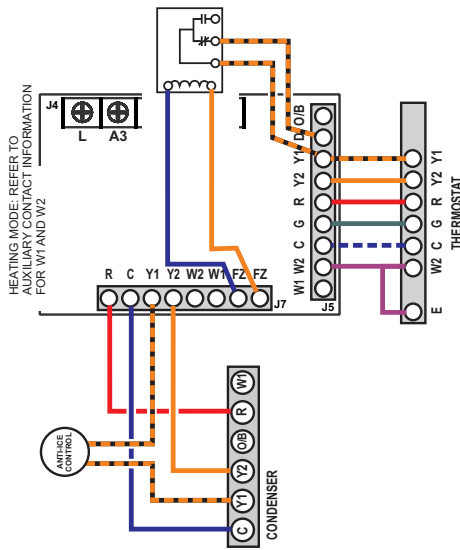 J4
L
A3
HEATING MODE: REFER TO
AUXILIARY CONTACT INFORMATION
FOR W1 AND W2
O/B
D
Y1
Y2
R
G
C
W2
W1
J5
Y1
Y2
R
G
C
W2
E
THERMOSTAT
R
C
Y1
Y2
W2
W1
FZ
FZ
J7
ANTI-ICE
CONTROL
W1
R
O/B
Y2
Y1
C
CONDENSER